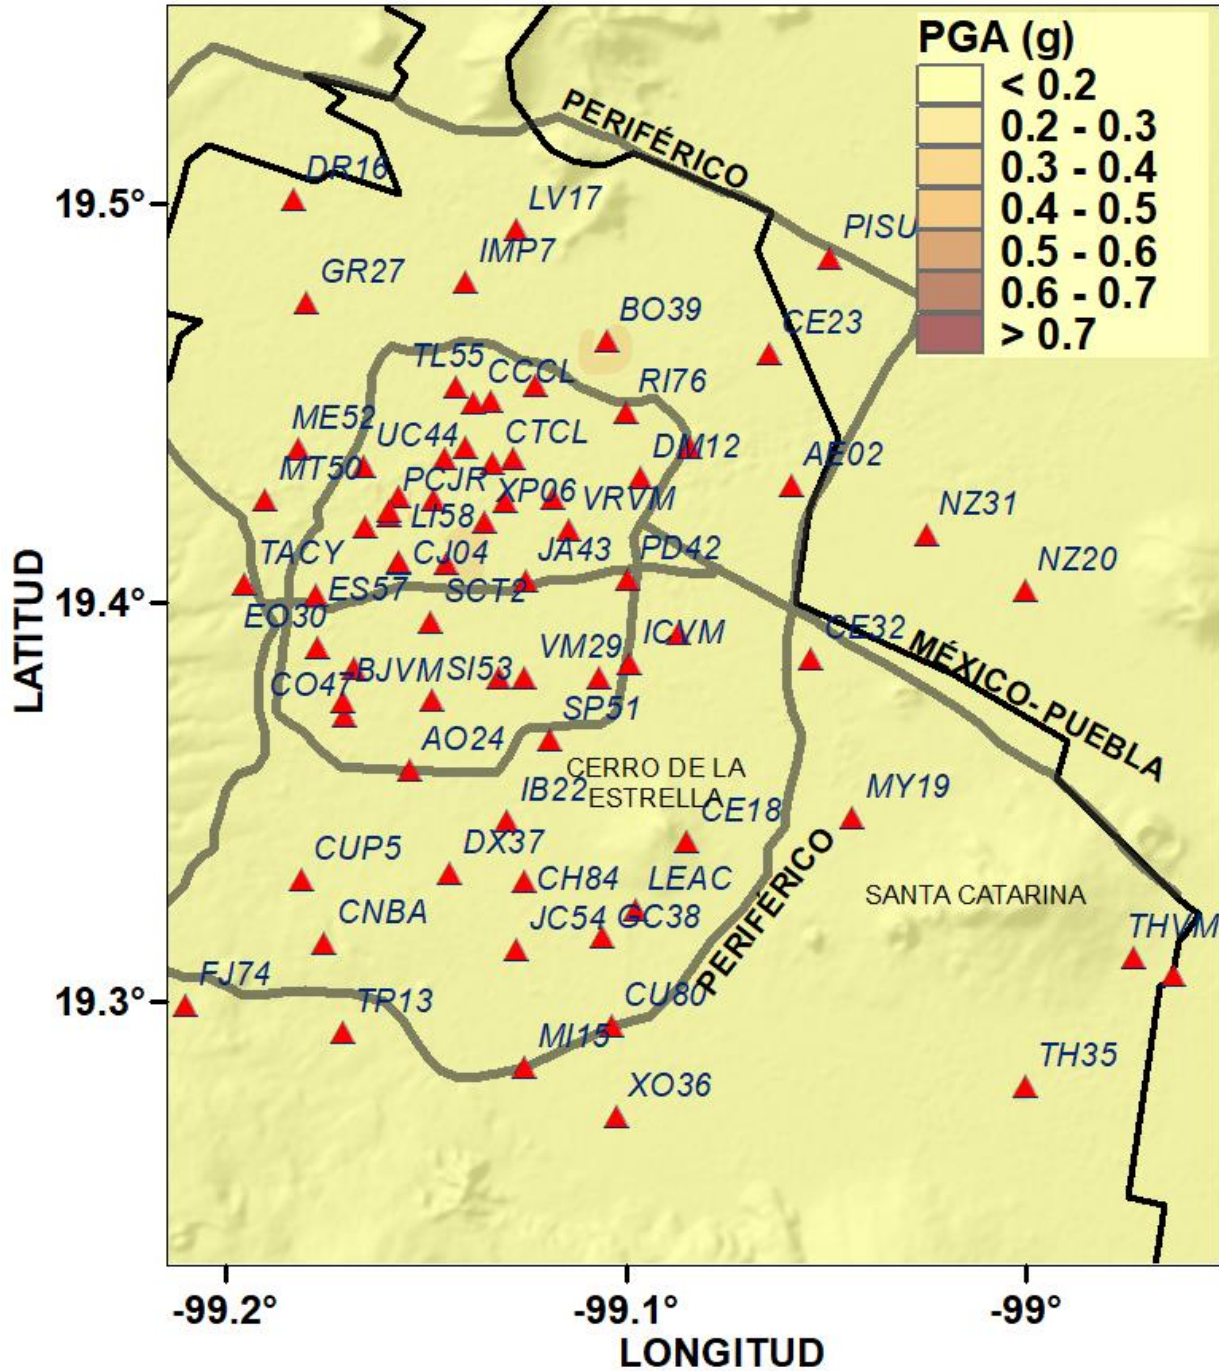 PGA (g)
< 0.2
0.2 - 0.3
0.3 - 0.4
0.4 - 0.5
0.5 - 0.6
0.6 - 0.7
> 0.7
PERIFÉRICO
DR16
19.5°
LV17
PISU
IMP7
GR27
BO39
CE23
TL55
CCCL
RI76
ME52
UC44
CTCL
DM12
AE02
MT50
PCJR
XP06
VRVM
NZ31
LI58
TACY
CJ04
JA43
PD42
NZ20
19.4°
ES57
SCT2
EO30
ICVM
CE32
VM29
MÉXICO- PUEBLA
CO47
BJVM
SI53
SP51
LATITUD
AO24
CERRO DE LA
ESTRELLA
IB22
CE18
MY19
CUP5
DX37
CH84
LEAC
PERIFÉRICO
SANTA CATARINA
CNBA
JC54
GC38
THVM
FJ74
TP13
CU80
19.3°
MI15
TH35
XO36
-99.2°
-99.1°
-99°
LONGITUD